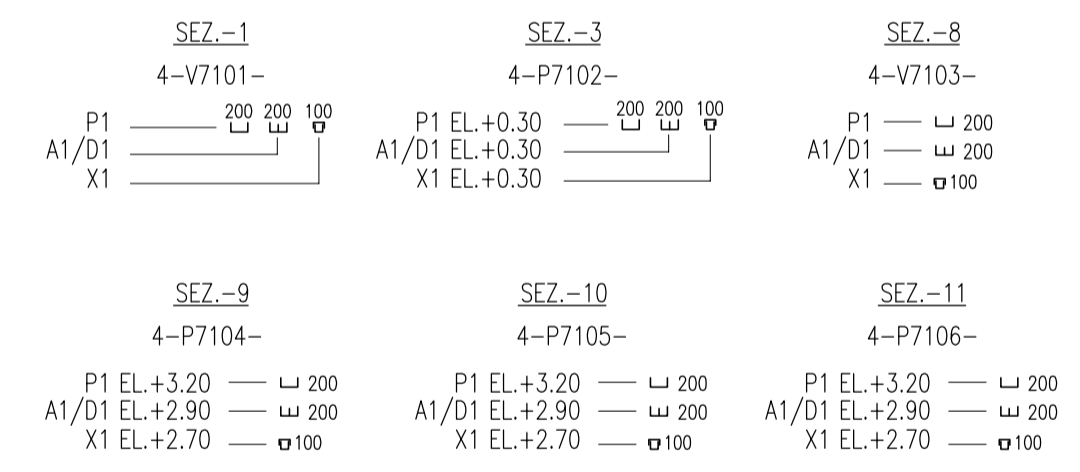 SEZ.-1
4-V7101-
200 200 100
P1
A1/D1
X1
SEZ.-3
4-P7102-
200 200 100
P1 EL.+0.30
A1/D1 EL.+0.30
X1 EL.+0.30
SEZ.-8
4-V7103-
P1 200
A1/D1 200
X1 100
SEZ.-9
4-P7104-
P1 EL.+3.20 200
A1/D1 EL.+2.90 200
X1 EL.+2.70 100
SEZ.-10
4-P7105-
P1 EL.+3.20 200
A1/D1 EL.+2.90 200
X1 EL.+2.70 100
SEZ.-11
4-P7106-
P1 EL.+3.20 200
A1/D1 EL.+2.90 200
X1 EL.+2.70 100